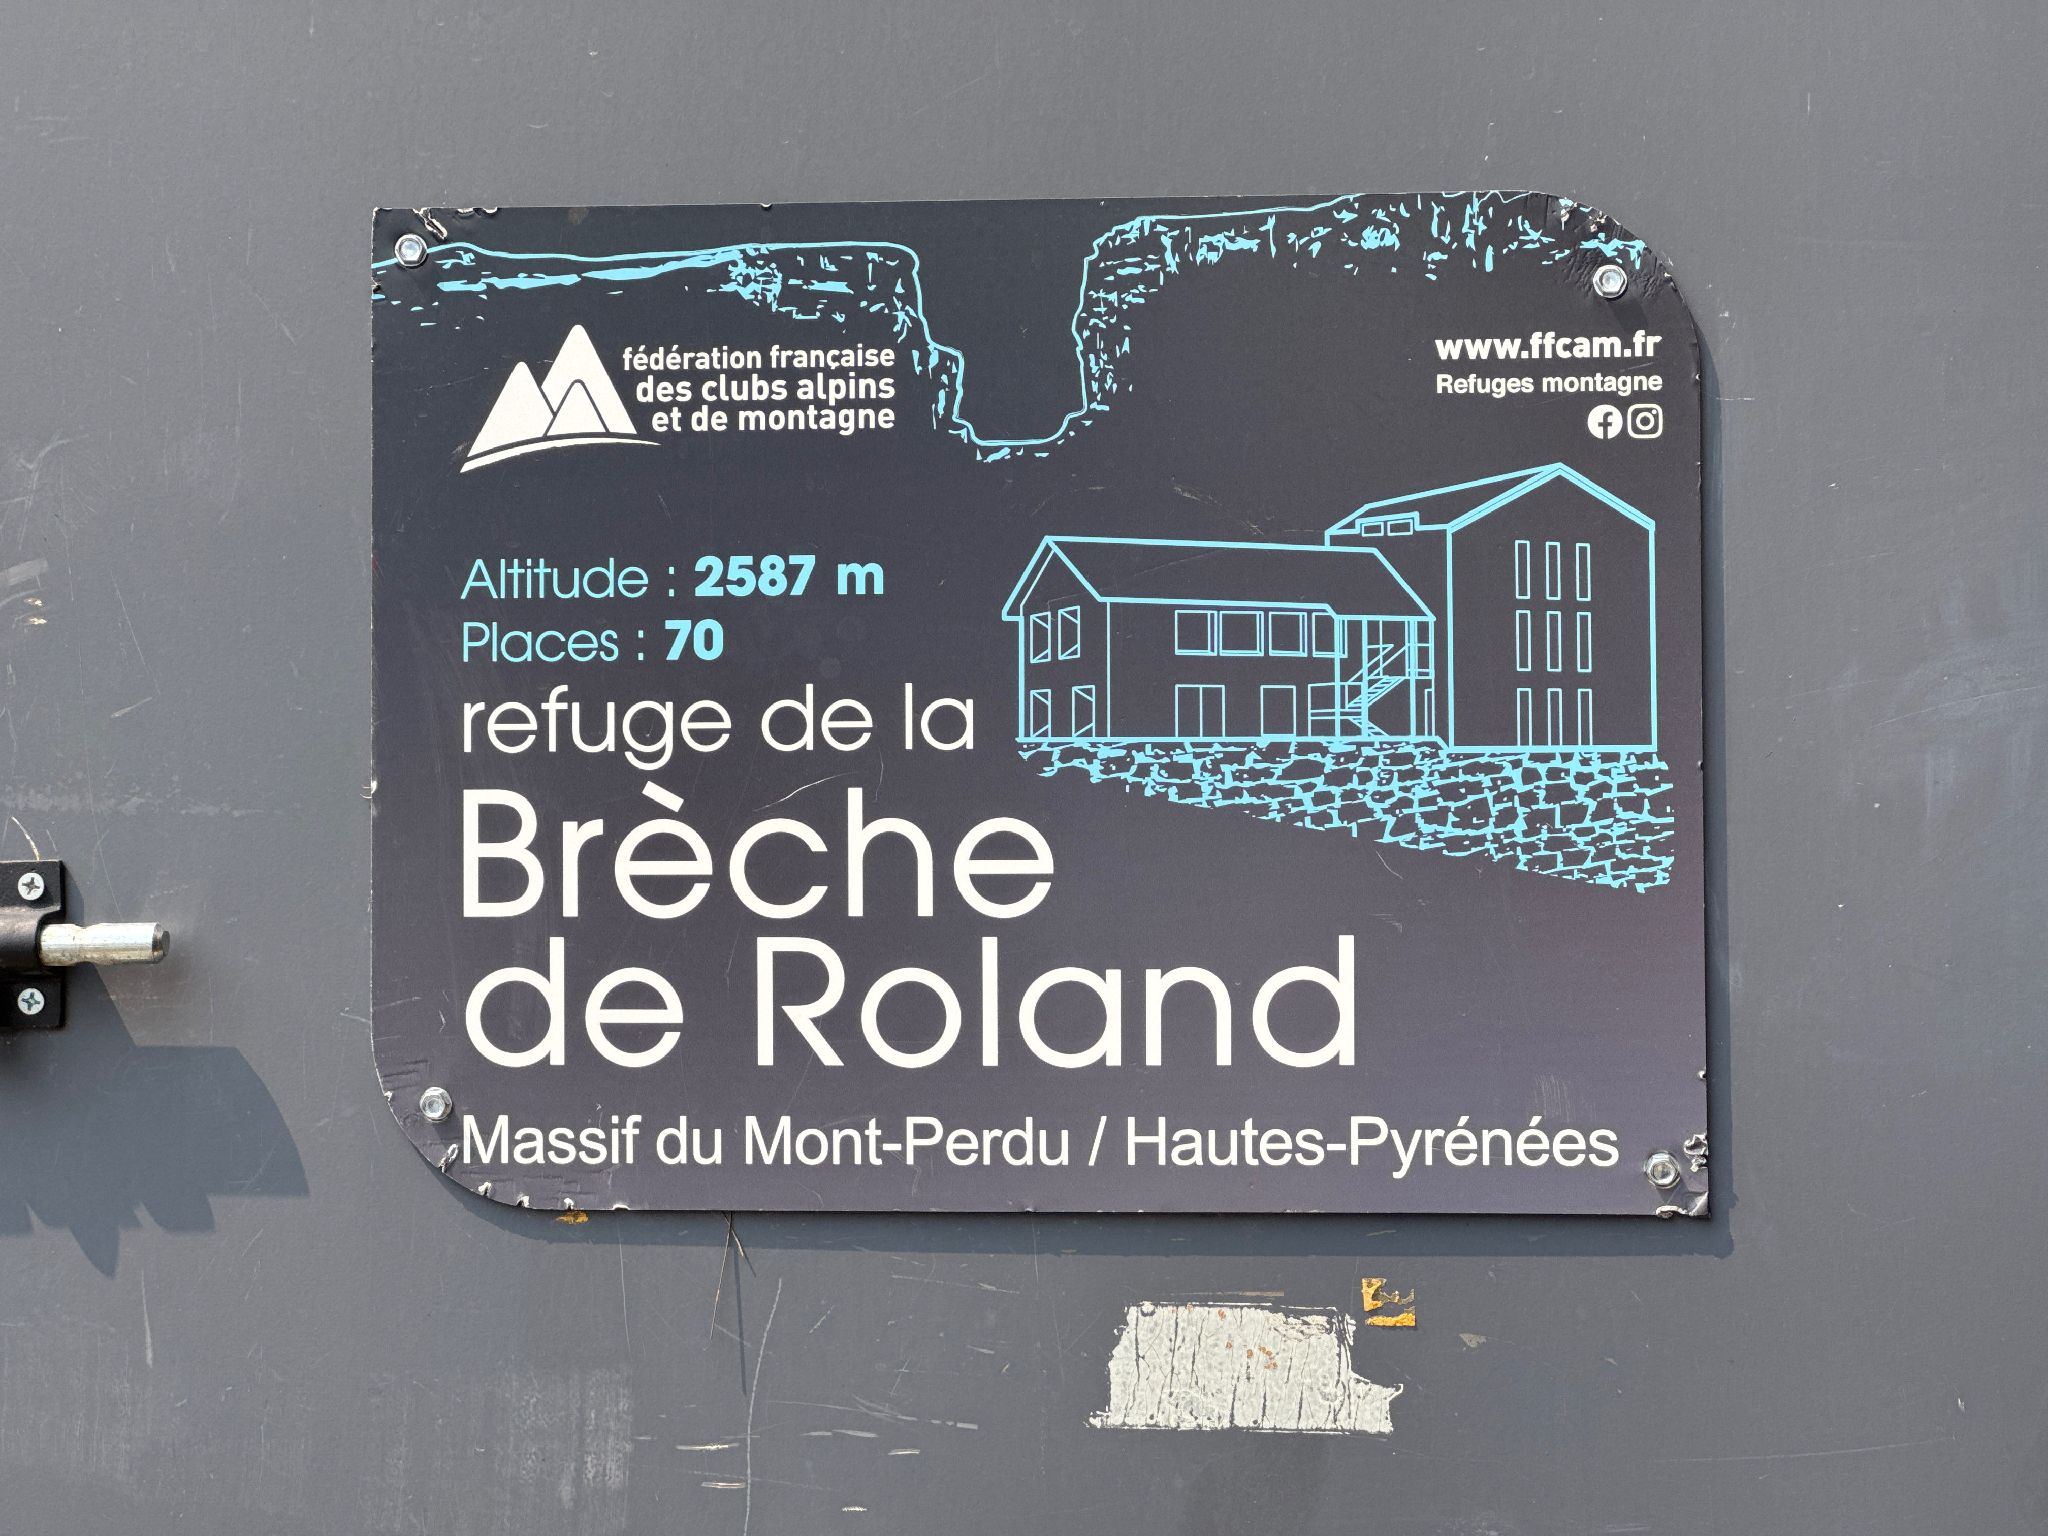 fédération française
des clubs alpins
et de montagne
www.ffcam.fr
Refuges montagne
Altitude : 2587 m
Places : 70
refuge de la
Brèche
de Roland
Massif du Mont-Perdu / Hautes-Pyrénées